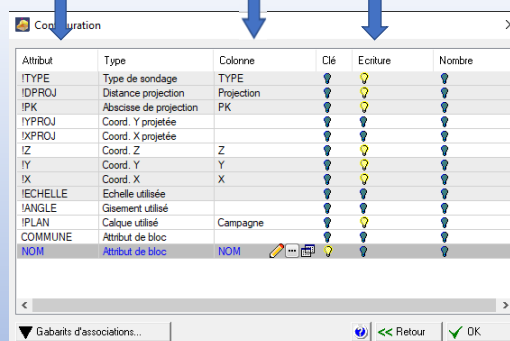 Configuration
Attribut Type Colonne Clé Ecriture Nombre
!TYPE Type de sondage TYPE
!DPROJ Distance projection Projection
!PK Abscisse de projection PK
!YPROJ Coord. Y projetée
!XPROJ Coord. X projetée
!Z Coord. Z Z
!Y Coord. Y Y
!X Coord. X X
!ECHELLE Echelle utilisée
!ANGLE Gisement utilisé
!PLAN Calque utilisé Campagne
COMMUNE Attribut de bloc
NOM Attribut de bloc NOM
Gabarits d'associations... << Retour OK